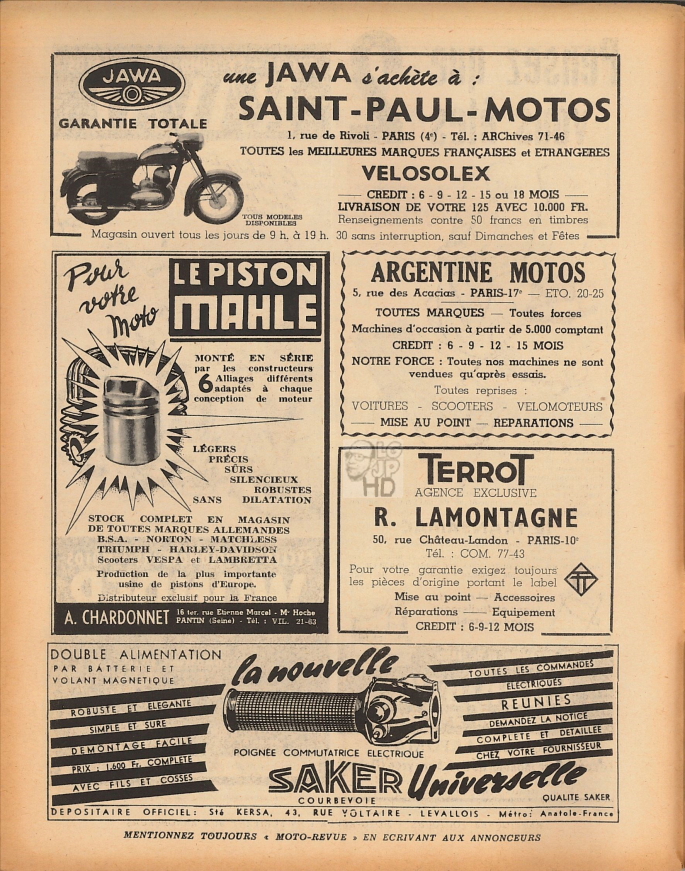 JAWA
GARANTIE TOTALE
une JAWA s'achète à :
SAINT-PAUL-MOTOS
1, rue de Rivoli - PARIS (4e) - Tél. : ARChives 71-46
TOUTES les MEILLEURES MARQUES FRANÇAISES et ETRANGERES
VELOSOLEX
CREDIT : 6 - 9 - 12 - 15 ou 18 MOIS
LIVRAISON DE VOTRE 125 AVEC 10.000 FR.
Renseignements contre 50 francs en timbres
TOUS MODELES
DISPONIBLES
Magasin ouvert tous les jours de 9 h. à 19 h. 30 sans interruption, sauf Dimanches et Fêtes
Pour
votre
Moto
LE PISTON
MAHLE
MONTÉ EN SÉRIE
par les constructeurs
6 Alliages différents
adaptés à chaque
conception de moteur
LÉGERS
PRÉCIS
SÛRS
SILENCIEUX
ROBUSTES
SANS DILATATION
STOCK COMPLET EN MAGASIN
DE TOUTES MARQUES ALLEMANDES
B.S.A. - NORTON - MATCHLESS
TRIUMPH - HARLEY-DAVIDSON
Scooters VESPA et LAMBRETTA
Production de la plus importante
usine de pistons d'Europe.
Distributeur exclusif pour la France
A. CHARDONNET 16 ter. rue Etienne Marcel - Mo Hoche
PANTIN (Seine) - Tél. : VIL. 21-63
ARGENTINE MOTOS
5, rue des Acacias - PARIS-17e — ETO. 20-25
TOUTES MARQUES — Toutes forces
Machines d'occasion à partir de 5.000 comptant
CREDIT : 6 - 9 - 12 - 15 MOIS
NOTRE FORCE : Toutes nos machines ne sont
vendues qu'après essais.
Toutes reprises :
VOITURES - SCOOTERS - VELOMOTEURS
MISE AU POINT — REPARATIONS
LO
JP
HD
TERROT
AGENCE EXCLUSIVE
R. LAMONTAGNE
50, rue Château-Landon - PARIS-10e
Tél. : COM. 77-43
Pour votre garantie exigez toujours
les pièces d'origine portant le label
Mise au point — Accessoires
Réparations — Equipement
CREDIT : 6-9-12 MOIS
DOUBLE ALIMENTATION
PAR BATTERIE ET
VOLANT MAGNETIQUE
ROBUSTE ET ELEGANTE
SIMPLE ET SURE
DEMONTAGE FACILE
PRIX : 1.600 Fr. COMPLETE
AVEC FILS ET COSSES
la nouvelle
POIGNÉE COMMUTATRICE ELECTRIQUE
SAKER Universelle
COURBEVOIE
TOUTES LES COMMANDES
ELECTRIQUES
REUNIES
DEMANDEZ LA NOTICE
COMPLETE ET DETAILLEE
CHEZ VOTRE FOURNISSEUR
QUALITE SAKER
DEPOSITAIRE OFFICIEL: Sté KERSA, 43, RUE VOLTAIRE - LEVALLOIS - Métro: Anatole-France
MENTIONNEZ TOUJOURS « MOTO-REVUE » EN ECRIVANT AUX ANNONCEURS